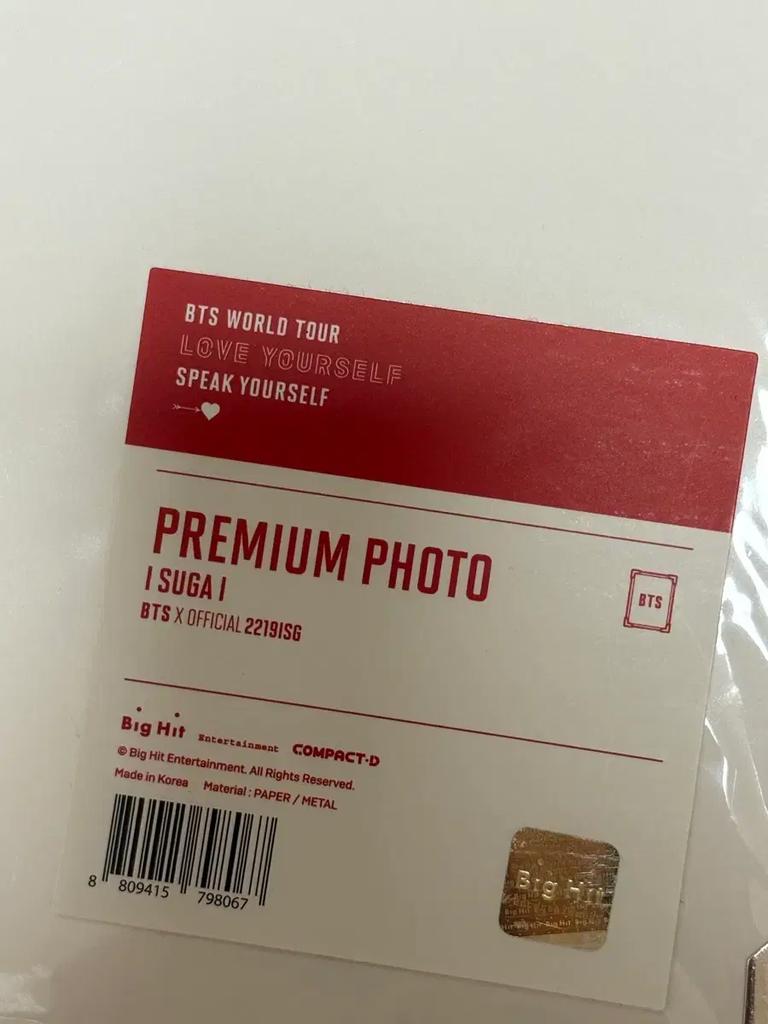 BTS WORLD TOUR
LOVE YOURSELF
SPEAK YOURSELF
PREMIUM PHOTO
I SUGA I
BTS X OFFICIAL 2219ISG
BTS
Big Hit Entertainment COMPACT·D
© Big Hit Entertainment. All Rights Reserved.
Made in Korea Material : PAPER / METAL
8 809415 798067
Big Hit